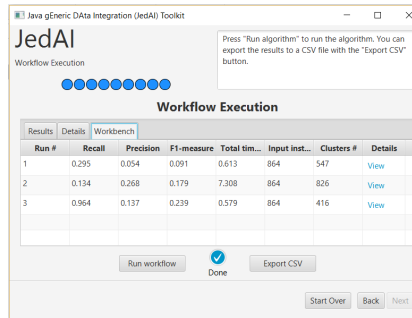 Java gEneric DAta Integration (JedAI) Toolkit
JedAI
Workflow Execution
Press "Run algorithm" to run the algorithm. You can
export the results to a CSV file with the "Export CSV"
button.
Workflow Execution
Results Details Workbench
Run # Recall Precision F1-measure Total tim... Input inst... Clusters # Details
1 0.295 0.054 0.091 0.613 864 547 View
2 0.134 0.268 0.179 7.308 864 826 View
3 0.964 0.137 0.239 0.579 864 416 View
Run workflow Done Export CSV
Start Over Back Next